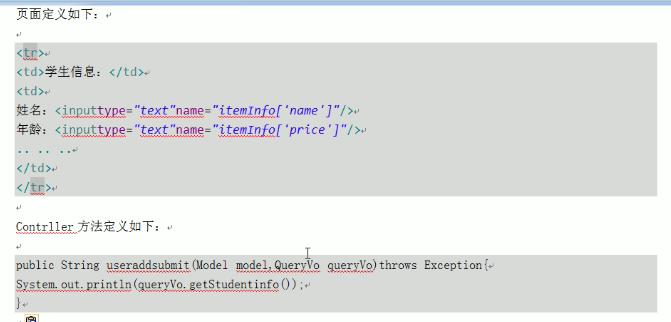 页面定义如下：
<tr>
<td>学生信息：</td>
<td>
姓名：<inputtype="text"name="itemInfo['name']"/>
年龄：<inputtype="text"name="itemInfo['price']"/>
.. .. ..
</td>
</tr>
Contrller 方法定义如下：
public String useraddsubmit(Model model,QueryVo queryVo)throws Exception{
System.out.println(queryVo.getStudentinfo());
}